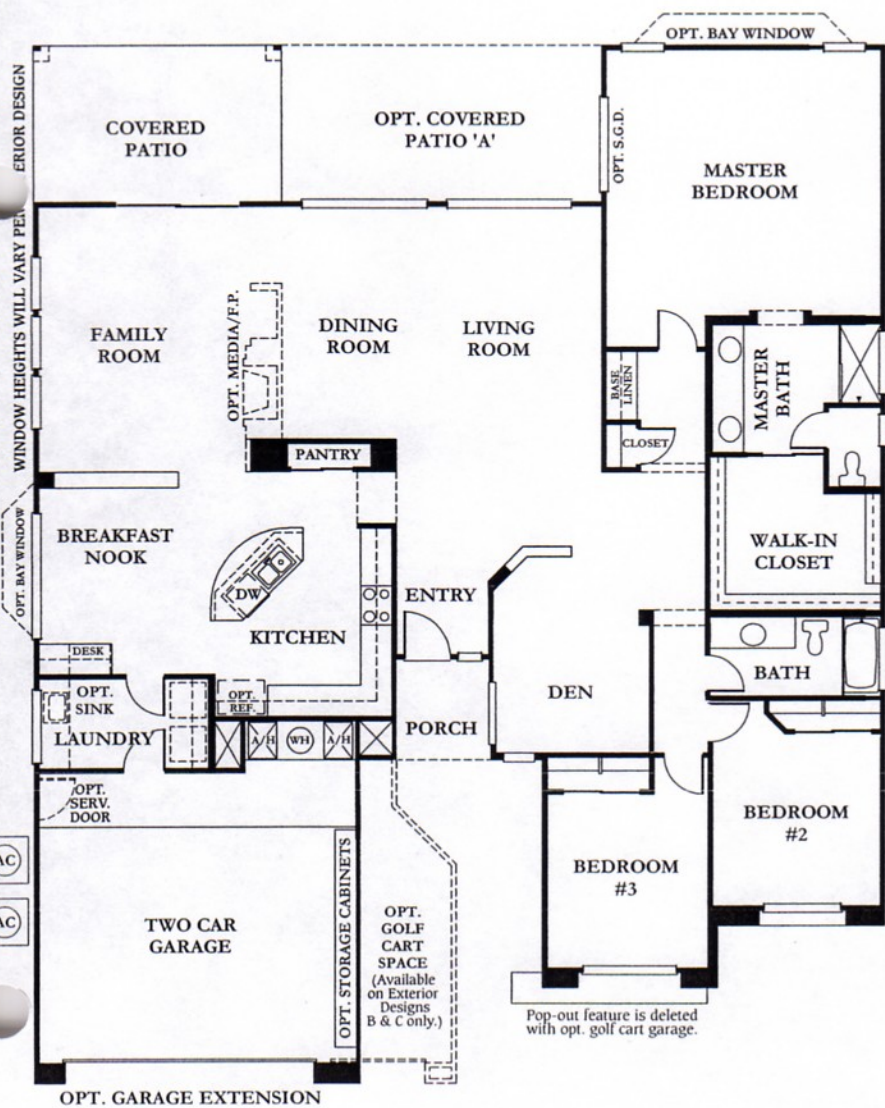 OPT. BAY WINDOW
WINDOW HEIGHTS WILL VARY PER
ERIOR DESIGN
COVERED
PATIO
OPT. COVERED
PATIO 'A'
OPT. S.G.D.
MASTER
BEDROOM
FAMILY
ROOM
OPT. MEDIA/F.P.
DINING
ROOM
LIVING
ROOM
BASE
LINEN
CLOSET
MASTER
BATH
PANTRY
OPT. BAY WINDOW
BREAKFAST
NOOK
DW
KITCHEN
ENTRY
WALK-IN
CLOSET
DESK
OPT.
SINK
LAUNDRY
OPT.
REF.
A/H
WH
A/H
PORCH
DEN
BATH
OPT.
SERV.
DOOR
AC
AC
TWO CAR
GARAGE
OPT. STORAGE CABINETS
OPT.
GOLF
CART
SPACE
(Available
on Exterior
Designs
B & C only.)
BEDROOM
#3
BEDROOM
#2
Pop-out feature is deleted
with opt. golf cart garage.
OPT. GARAGE EXTENSION